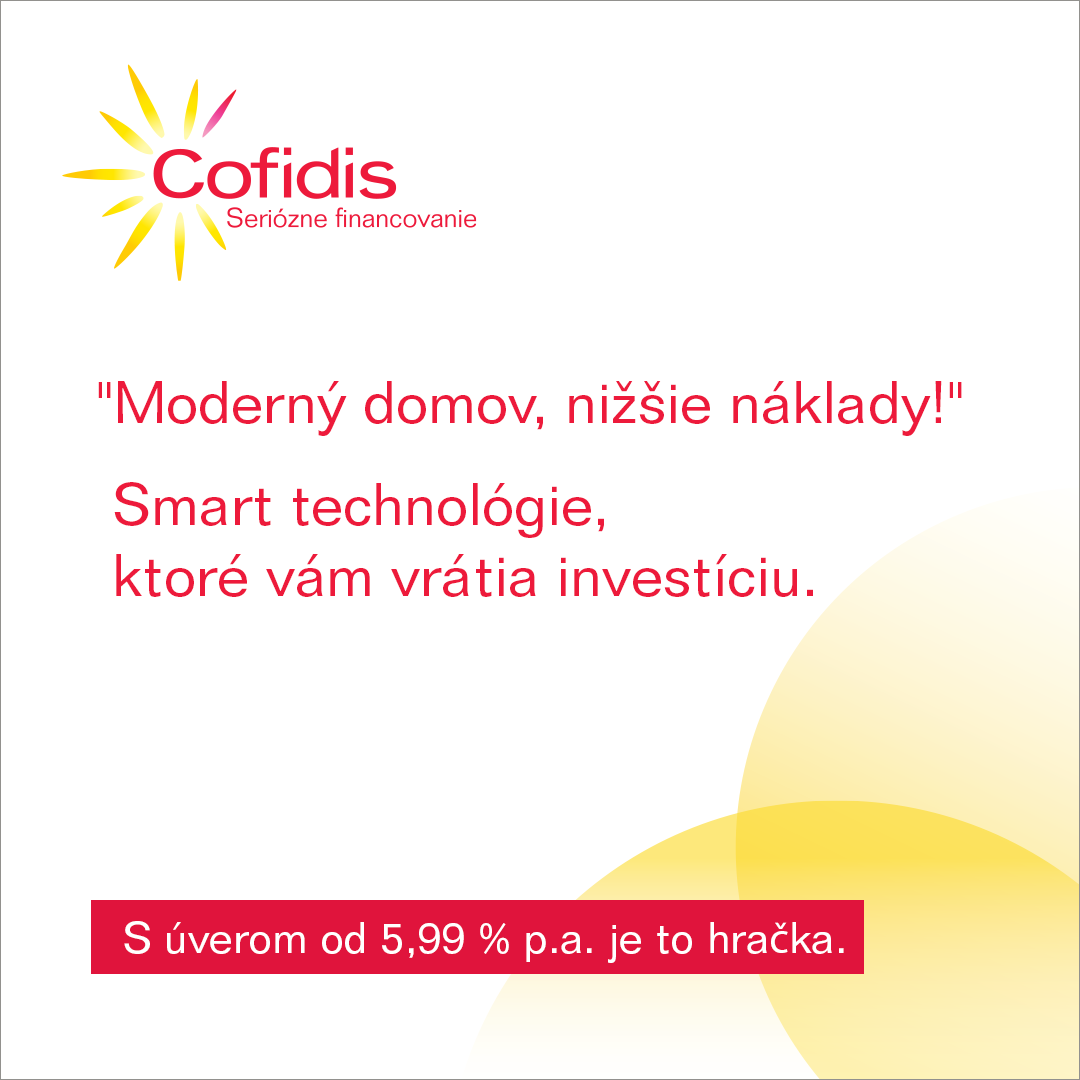 Cofidis
Seriózne financovanie
"Moderný domov, nižšie náklady!"
Smart technológie,
ktoré vám vrátia investíciu.
S úverom od 5,99 % p.a. je to hračka.